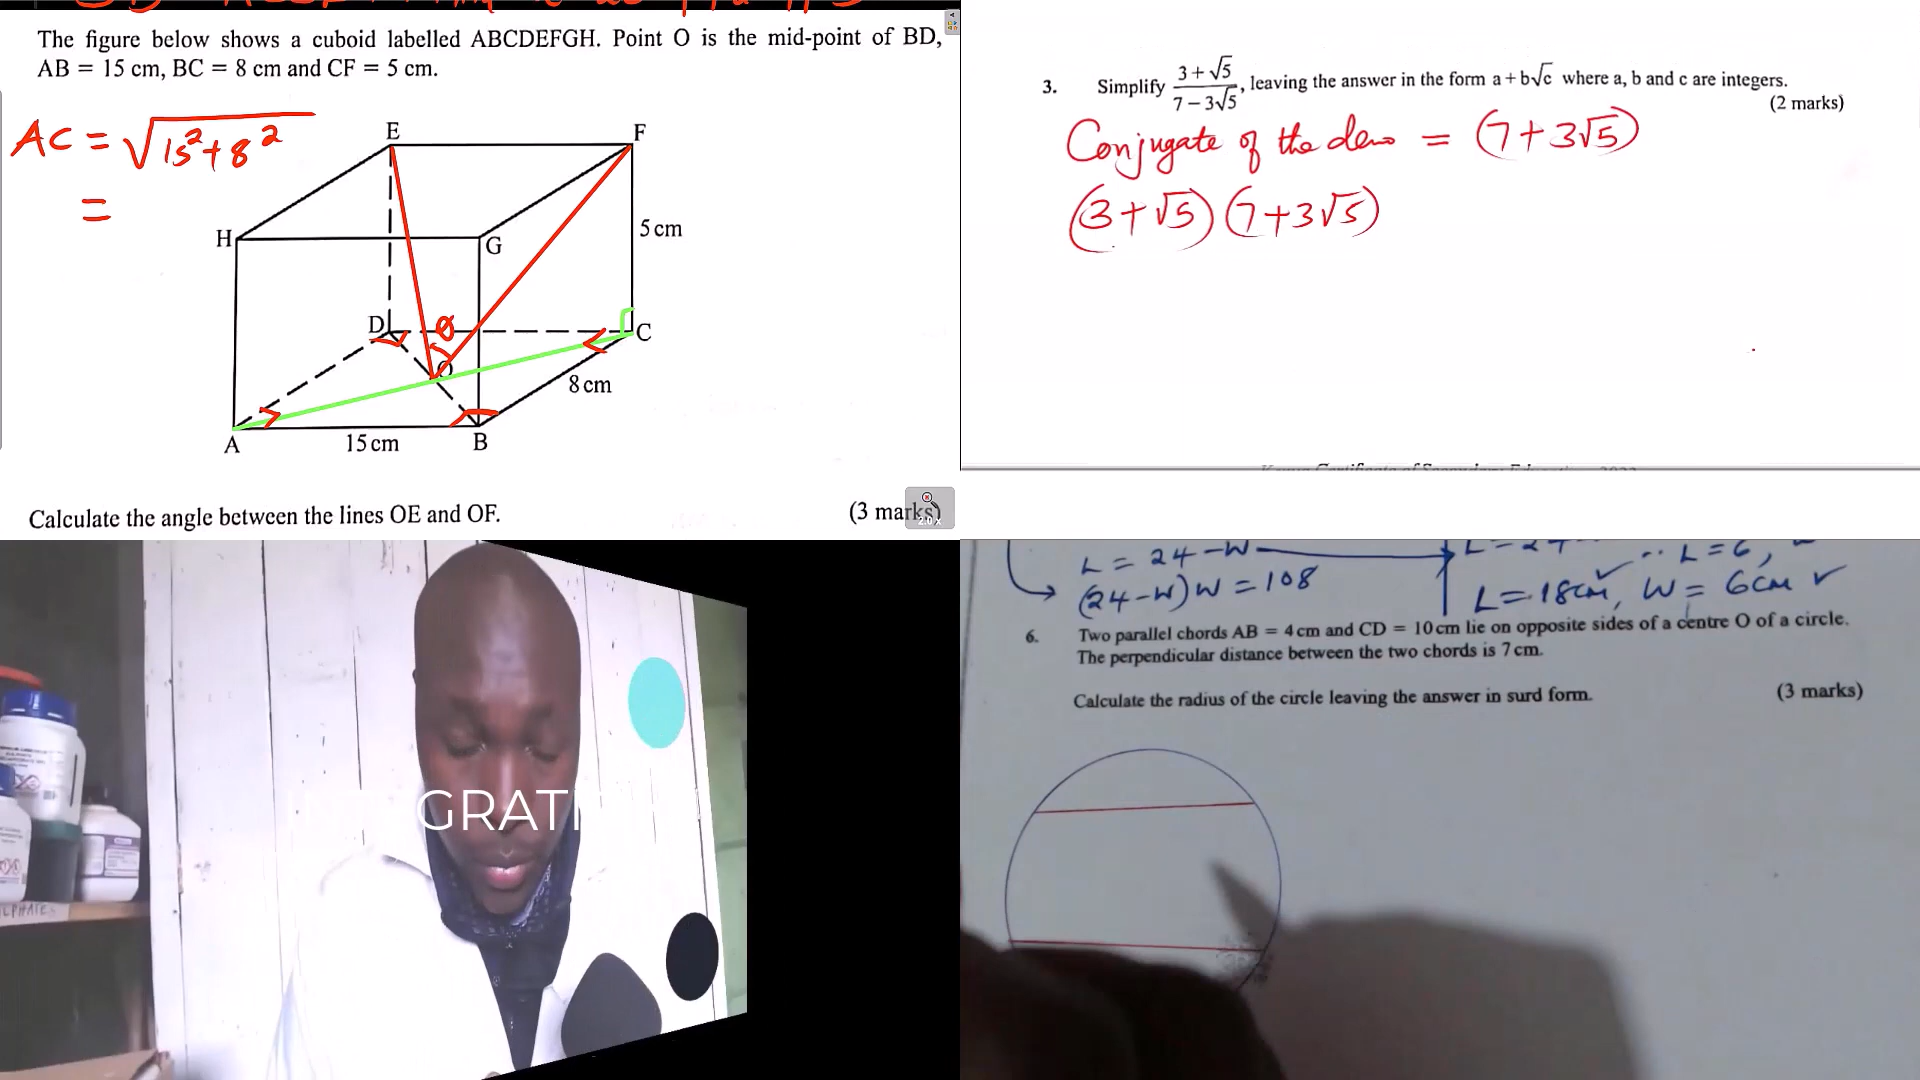 The figure below shows a cuboid labelled ABCDEFGH. Point O is the mid-point of BD,
AB = 15 cm, BC = 8 cm and CF = 5 cm.
AC = √15²+8²
=
E
F
H
G
5 cm
D
θ
C
O
8 cm
A
15 cm
B
Calculate the angle between the lines OE and OF.
(3 marks)
2.0 x
3. Simplify (3 + √5)/(7 − 3√5), leaving the answer in the form a + b√c where a, b and c are integers.
(2 marks)
Conjugate of the deno = (7+3√5)
(3+√5)(7+3√5)
GRATI
L = 24 -W
(24-W)W = 108
∴ L = 6,
L = 18cm, W = 6cm
6. Two parallel chords AB = 4 cm and CD = 10 cm lie on opposite sides of a centre O of a circle.
The perpendicular distance between the two chords is 7 cm.
Calculate the radius of the circle leaving the answer in surd form.
(3 marks)